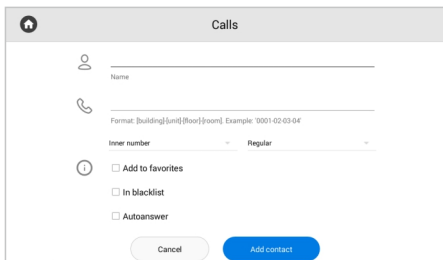 Calls
Name
Format: [building]-[unit]-[floor]-[room]. Example: '0001-02-03-04'
Inner number Regular
Add to favorites
In blacklist
Autoanswer
Cancel Add contact